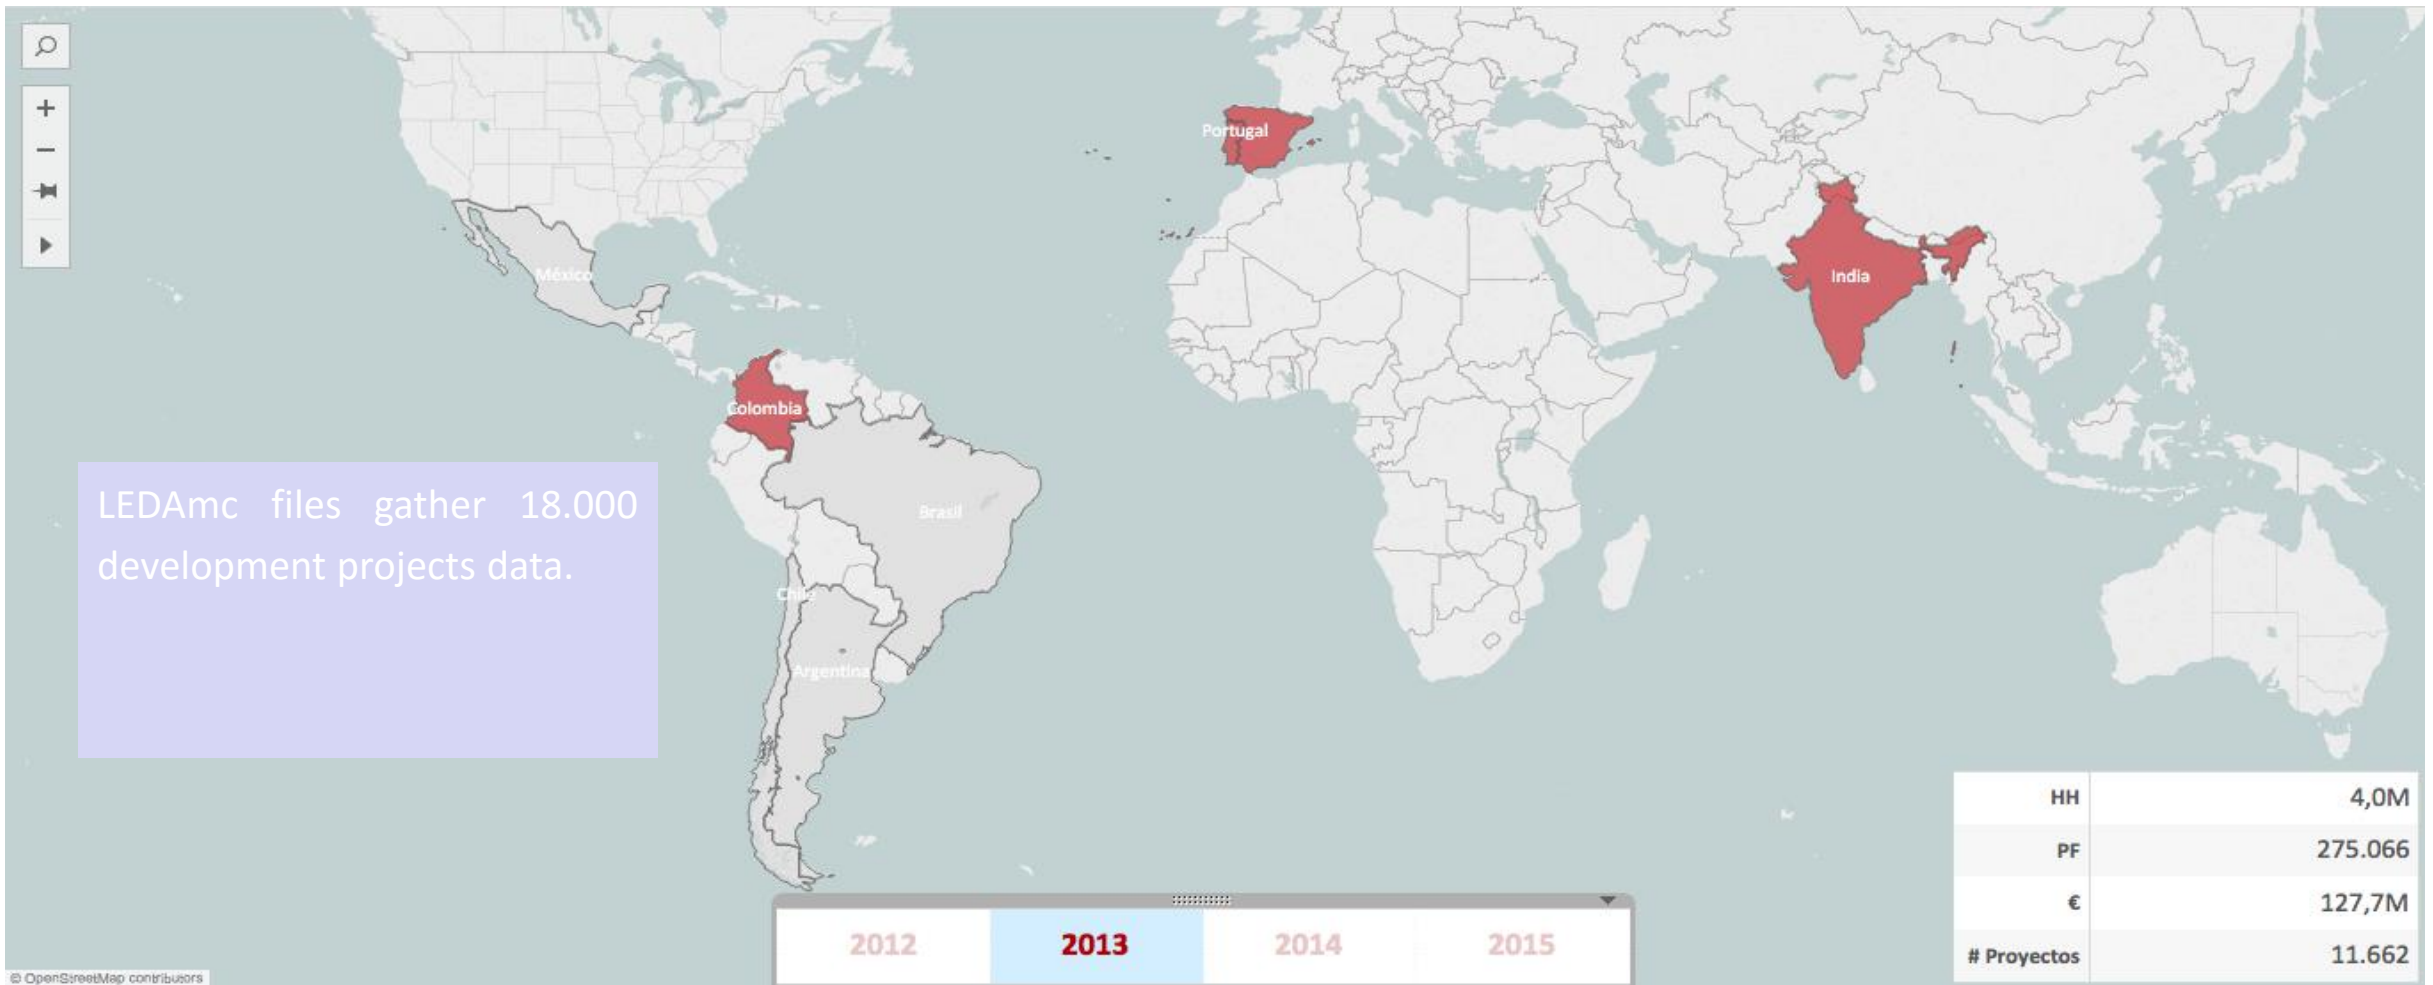 Portugal
India
México
Colombia
Brasil
Chile
Argentina
LEDAmc files gather 18.000
development projects data.
HH 4,0M
PF 275.066
€ 127,7M
# Proyectos 11.662
2012 2013 2014 2015
© OpenStreetMap contributors